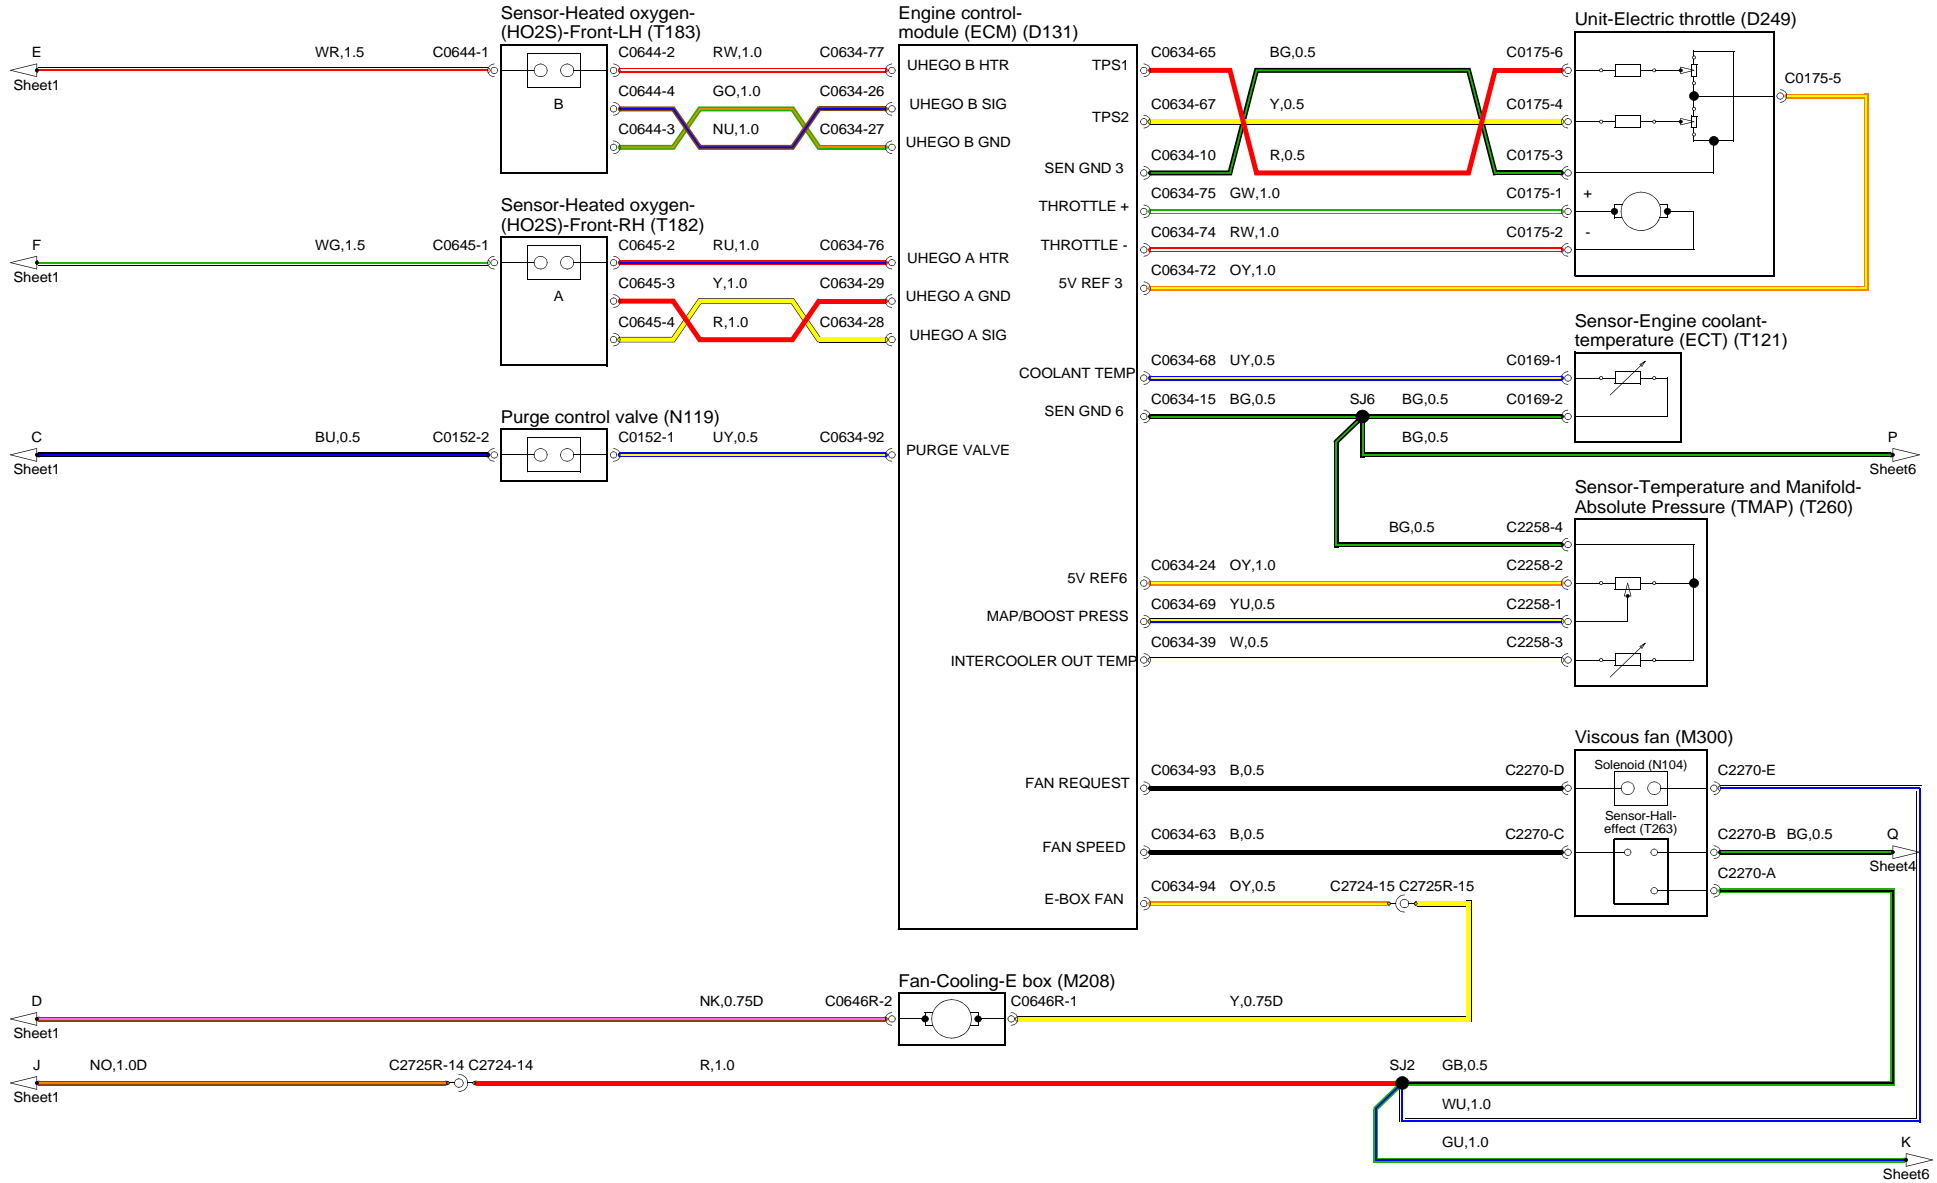 Sensor-Heated oxygen-
(HO2S)-Front-LH (T183)
E
Sheet1
WR,1.5
C0644-1
B
C0644-2
RW,1.0
C0634-77
C0644-4
GO,1.0
C0634-26
C0644-3
NU,1.0
C0634-27
Sensor-Heated oxygen-
(HO2S)-Front-RH (T182)
F
Sheet1
WG,1.5
C0645-1
A
C0645-2
RU,1.0
C0634-76
C0645-3
Y,1.0
C0634-29
C0645-4
R,1.0
C0634-28
Purge control valve (N119)
C
Sheet1
BU,0.5
C0152-2
C0152-1
UY,0.5
C0634-92
Engine control-
module (ECM) (D131)
UHEGO B HTR
UHEGO B SIG
UHEGO B GND
UHEGO A HTR
UHEGO A GND
UHEGO A SIG
PURGE VALVE
TPS1
TPS2
SEN GND 3
THROTTLE +
THROTTLE -
5V REF 3
COOLANT TEMP
SEN GND 6
5V REF6
MAP/BOOST PRESS
INTERCOOLER OUT TEMP
FAN REQUEST
FAN SPEED
E-BOX FAN
Unit-Electric throttle (D249)
C0634-65
BG,0.5
C0175-6
C0175-5
C0634-67
Y,0.5
C0175-4
C0634-10
R,0.5
C0175-3
C0634-75 GW,1.0
C0175-1
+
C0634-74 RW,1.0
C0175-2
-
C0634-72 OY,1.0
Sensor-Engine coolant-
temperature (ECT) (T121)
C0634-68 UY,0.5
C0169-1
C0634-15 BG,0.5
SJ6
BG,0.5
C0169-2
BG,0.5
P
Sheet6
Sensor-Temperature and Manifold-
Absolute Pressure (TMAP) (T260)
BG,0.5
C2258-4
C0634-24 OY,1.0
C2258-2
C0634-69 YU,0.5
C2258-1
C0634-39 W,0.5
C2258-3
Viscous fan (M300)
Solenoid (N104)
C0634-93 B,0.5
C2270-D
C2270-E
Sensor-Hall-
effect (T263)
C0634-63 B,0.5
C2270-C
C2270-B BG,0.5
Q
Sheet4
C2270-A
C0634-94 OY,0.5
C2724-15 C2725R-15
Fan-Cooling-E box (M208)
D
Sheet1
NK,0.75D
C0646R-2
C0646R-1
Y,0.75D
J
Sheet1
NO,1.0D
C2725R-14 C2724-14
R,1.0
SJ2
GB,0.5
WU,1.0
GU,1.0
K
Sheet6